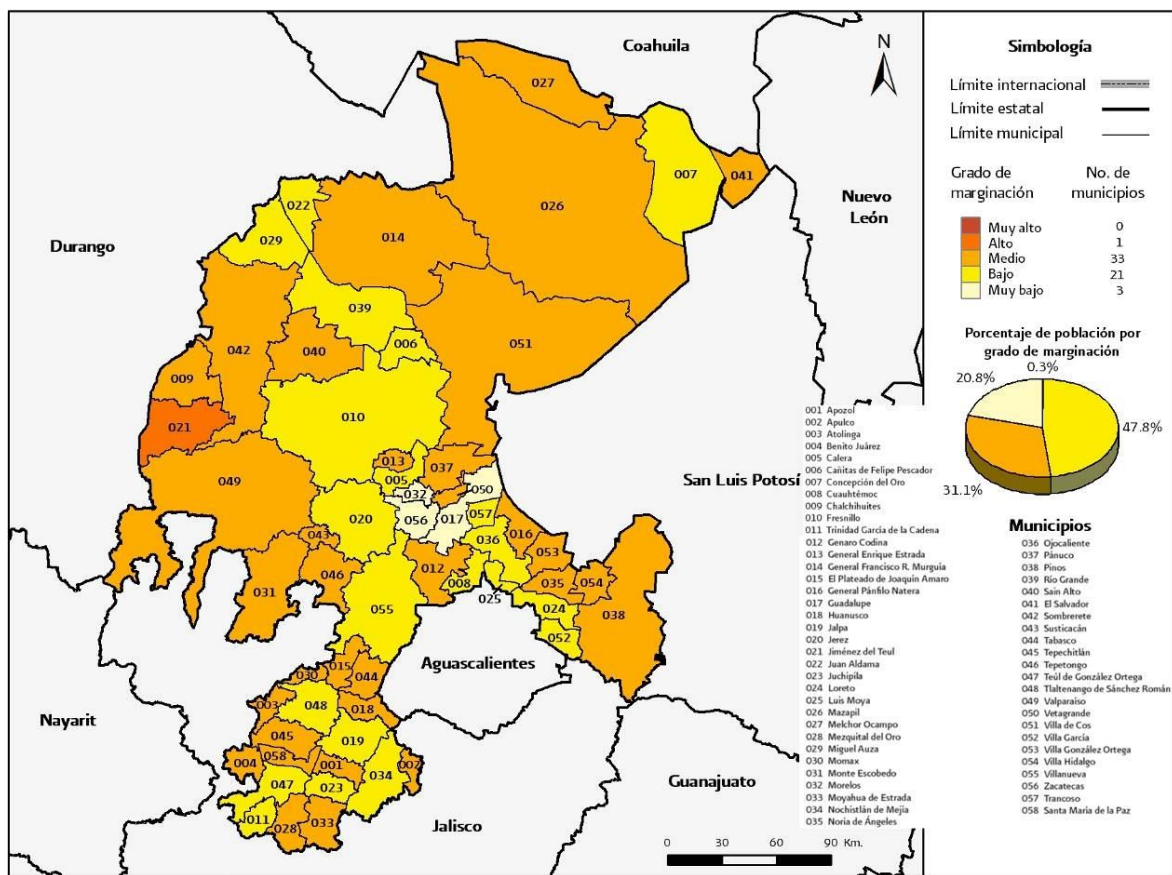 Coahuila
N
027
007
041
026
Nuevo
León
022
029
014
Durango
039
006
051
042
040
009
010
021
013
037
049
005
032
050
San Luis Potosí
020
056
017
057
043
036
016
053
046
012
031
008
035
054
055
025
024
038
052
Aguascalientes
015
030
044
003
048
018
Nayarit
045
019
004
058
001
034
002
047
023
Guanajuato
011
028
033
Jalisco
0 30 60 90 Km.
Simbología
Límite internacional
Límite estatal
Límite municipal
Grado de marginación
No. de municipios
Muy alto 0
Alto 1
Medio 33
Bajo 21
Muy bajo 3
Porcentaje de población por
grado de marginación
0.3%
20.8%
47.8%
31.1%
Municipios
001 Apozol
002 Apulco
003 Atolinga
004 Benito Juárez
005 Calera
006 Cañitas de Felipe Pescador
007 Concepción del Oro
008 Cuauhtémoc
009 Chalchihuites
010 Fresnillo
011 Trinidad García de la Cadena
012 Genaro Codina
013 General Enrique Estrada
014 General Francisco R. Murguía
015 El Plateado de Joaquín Amaro
016 General Pánfilo Natera
017 Guadalupe
018 Huanusco
019 Jalpa
020 Jerez
021 Jiménez del Teul
022 Juan Aldama
023 Juchipila
024 Loreto
025 Luis Moya
026 Mazapil
027 Melchor Ocampo
028 Mezquital del Oro
029 Miguel Auza
030 Momax
031 Monte Escobedo
032 Morelos
033 Moyahua de Estrada
034 Nochistlán de Mejía
035 Noria de Ángeles
036 Ojocaliente
037 Pánuco
038 Pinos
039 Río Grande
040 Sain Alto
041 El Salvador
042 Sombrerete
043 Susticacán
044 Tabasco
045 Tepechitlán
046 Tepetongo
047 Teúl de González Ortega
048 Tlaltenango de Sánchez Román
049 Valparaíso
050 Vetagrande
051 Villa de Cos
052 Villa García
053 Villa González Ortega
054 Villa Hidalgo
055 Villanueva
056 Zacatecas
057 Trancoso
058 Santa María de la Paz